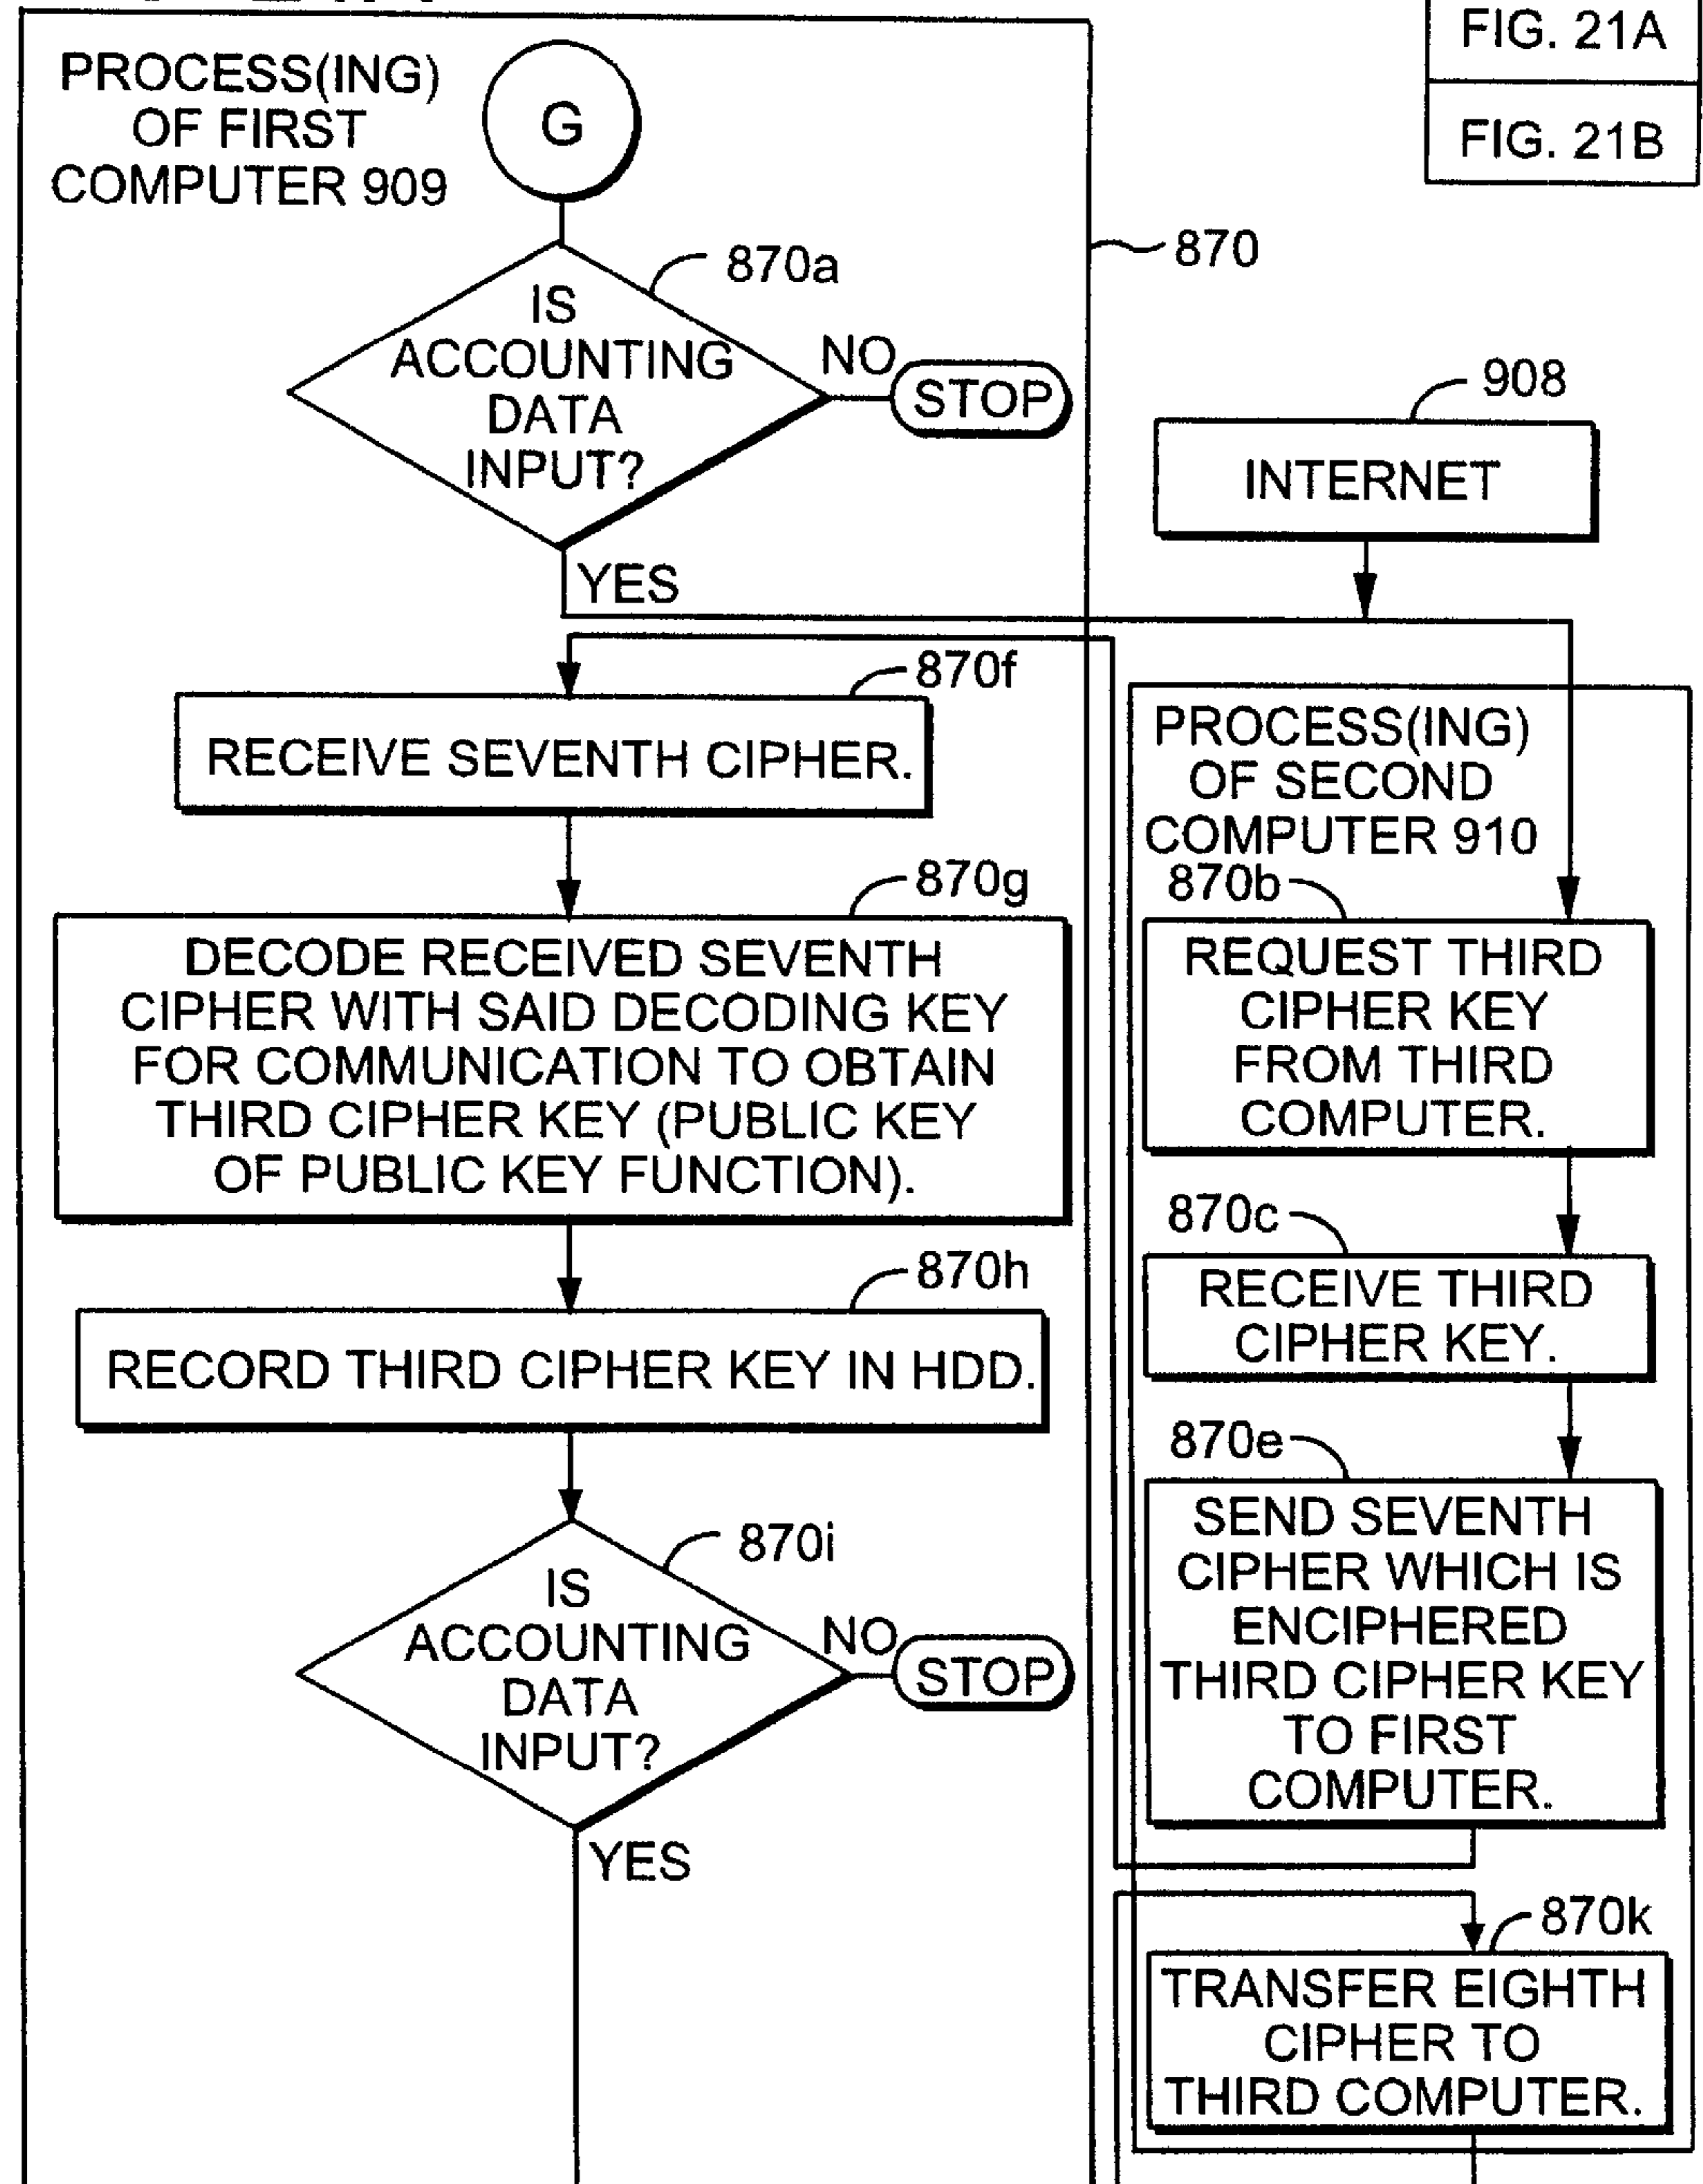 FIG. 21A
FIG. 21B
PROCESS(ING)
OF FIRST
COMPUTER 909
G
870
870a
IS
ACCOUNTING
DATA
INPUT?
NO
STOP
YES
908
INTERNET
870f
RECEIVE SEVENTH CIPHER.
870g
DECODE RECEIVED SEVENTH
CIPHER WITH SAID DECODING KEY
FOR COMMUNICATION TO OBTAIN
THIRD CIPHER KEY (PUBLIC KEY
OF PUBLIC KEY FUNCTION).
870h
RECORD THIRD CIPHER KEY IN HDD.
870i
IS
ACCOUNTING
DATA
INPUT?
NO
STOP
YES
PROCESS(ING)
OF SECOND
COMPUTER 910
870b
REQUEST THIRD
CIPHER KEY
FROM THIRD
COMPUTER.
870c
RECEIVE THIRD
CIPHER KEY.
870e
SEND SEVENTH
CIPHER WHICH IS
ENCIPHERED
THIRD CIPHER KEY
TO FIRST
COMPUTER.
870k
TRANSFER EIGHTH
CIPHER TO
THIRD COMPUTER.